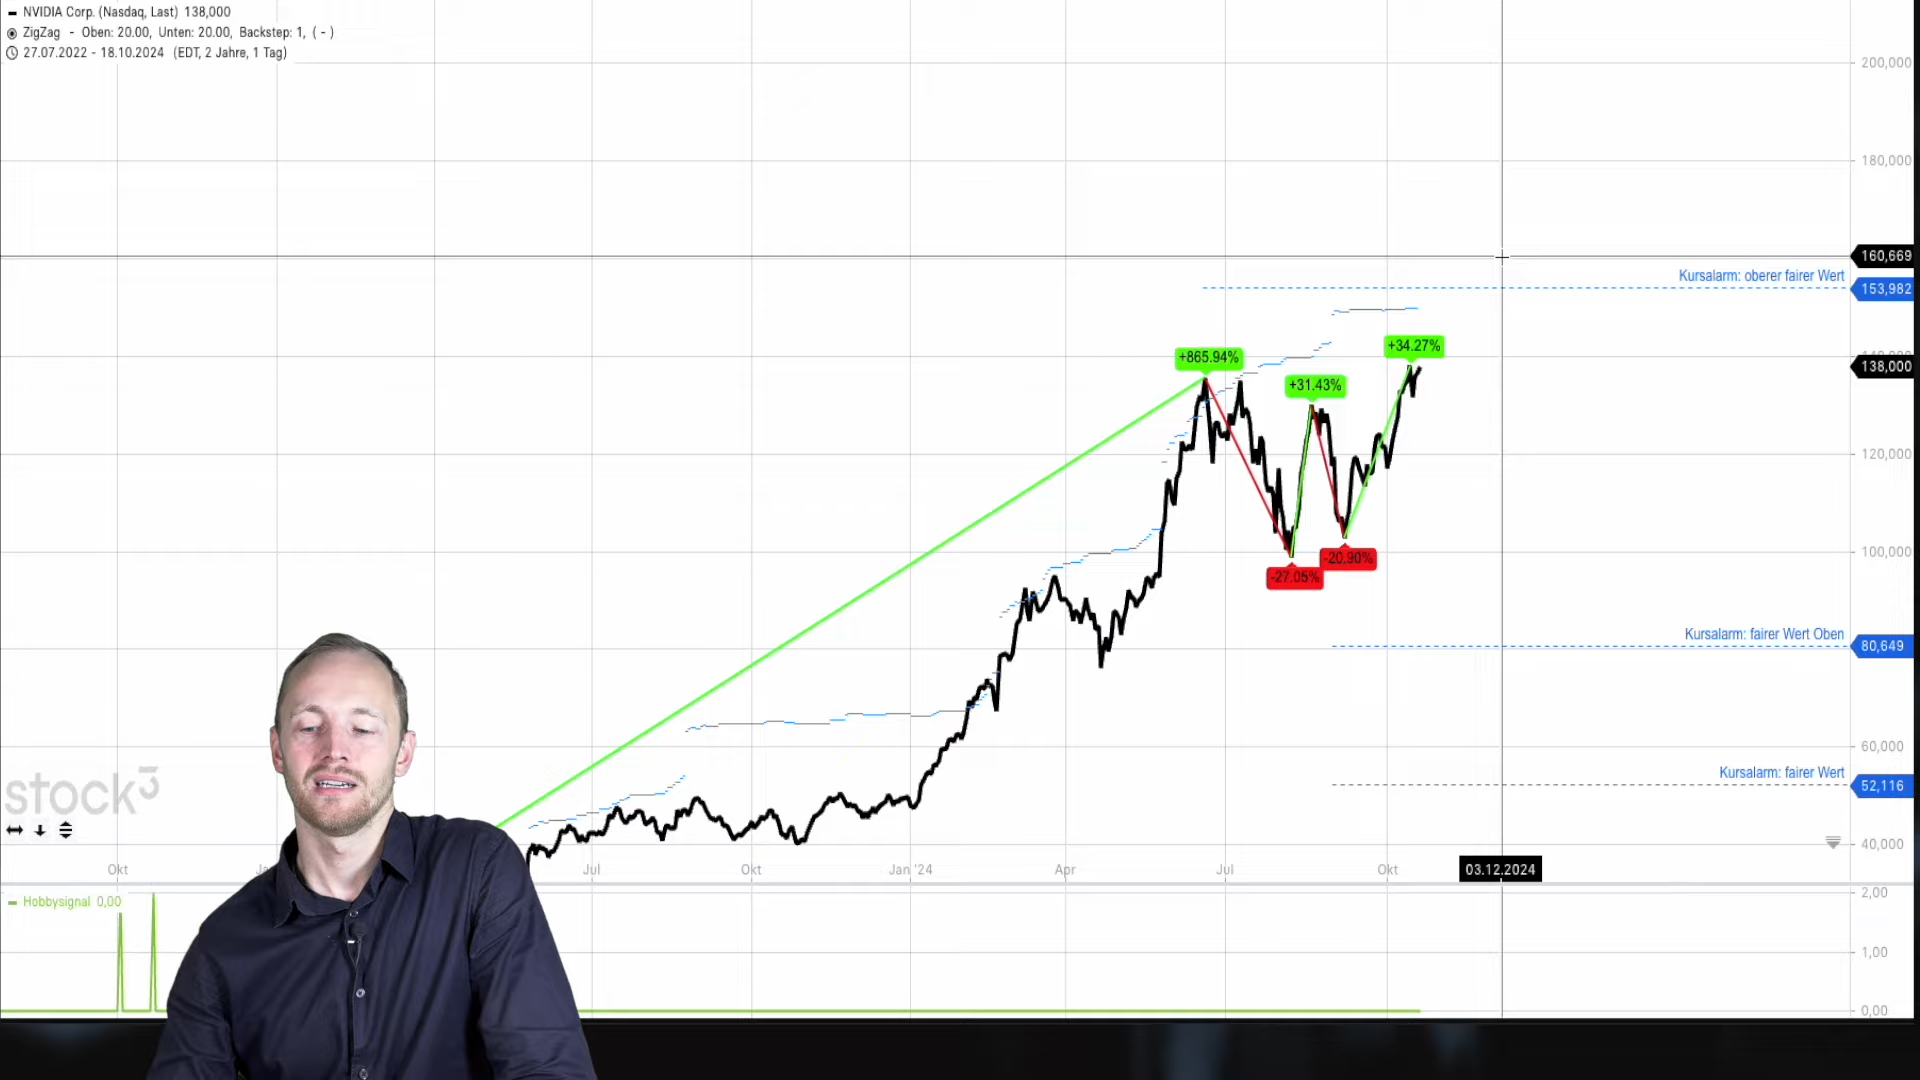 NVIDIA Corp. (Nasdaq, Last) 138,000
ZigZag - Oben: 20.00, Unten: 20.00, Backstep: 1, ( - )
27.07.2022 - 18.10.2024 (EDT, 2 Jahre, 1 Tag)
200,000
180,000
160,669
Kursalarm: oberer fairer Wert
153,982
+865.94%
+34.27%
138,000
+31.43%
120,000
100,000
-20.90%
-27.05%
Kursalarm: fairer Wert Oben
80,649
60,000
Kursalarm: fairer Wert
52,116
stock3
40,000
Okt Jul Okt Jan '24 Apr Jul Okt 03.12.2024
Hobbysignal 0,00
2,00
1,00
0,00